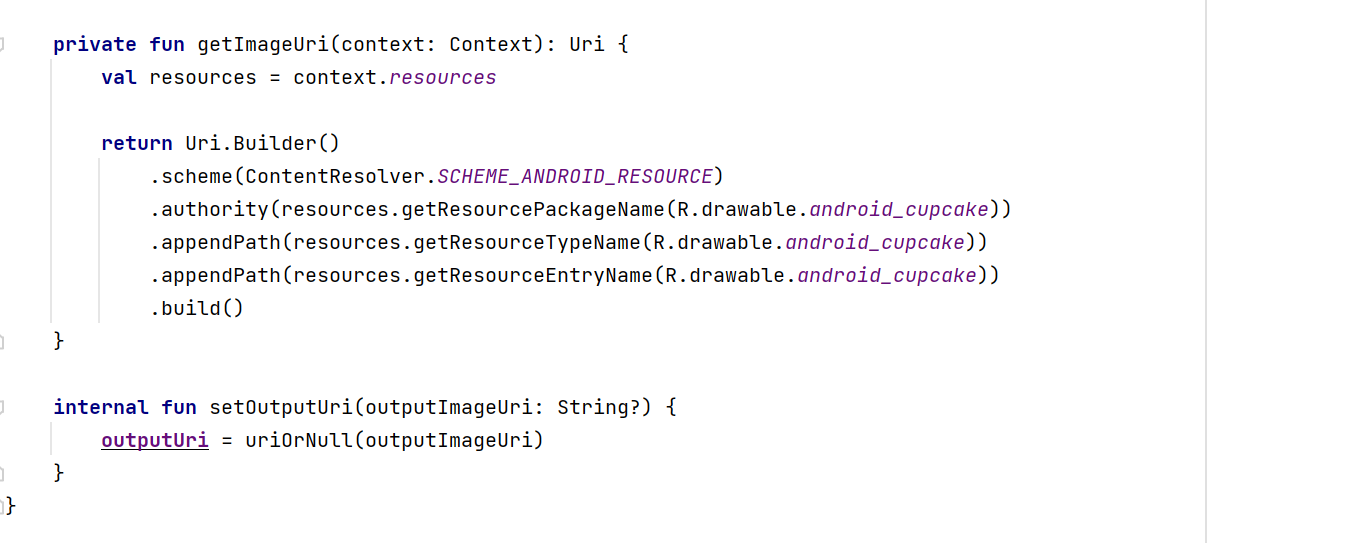 private fun getImageUri(context: Context): Uri {
val resources = context.resources
return Uri.Builder()
.scheme(ContentResolver.SCHEME_ANDROID_RESOURCE)
.authority(resources.getResourcePackageName(R.drawable.android_cupcake))
.appendPath(resources.getResourceTypeName(R.drawable.android_cupcake))
.appendPath(resources.getResourceEntryName(R.drawable.android_cupcake))
.build()
}
internal fun setOutputUri(outputImageUri: String?) {
outputUri = uriOrNull(outputImageUri)
}
}